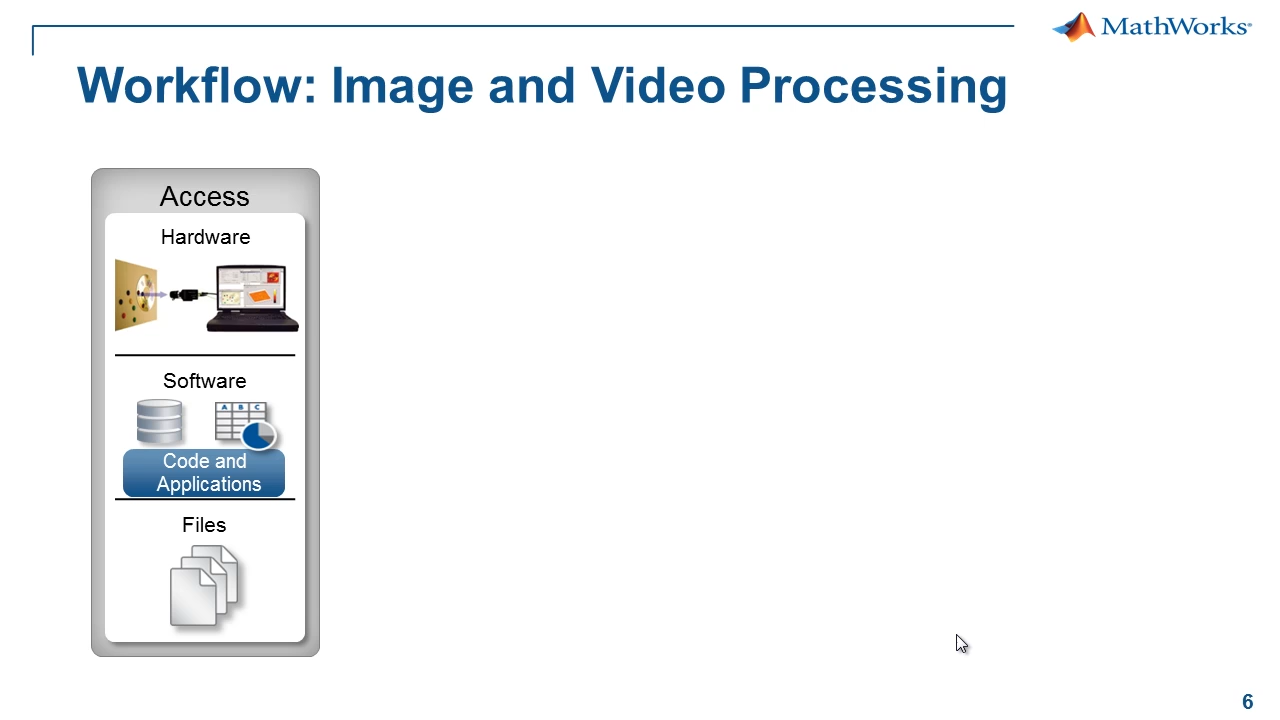 MathWorks®
Workflow: Image and Video Processing
Access
Hardware
Software
A B C
Code and
Applications
Files
6